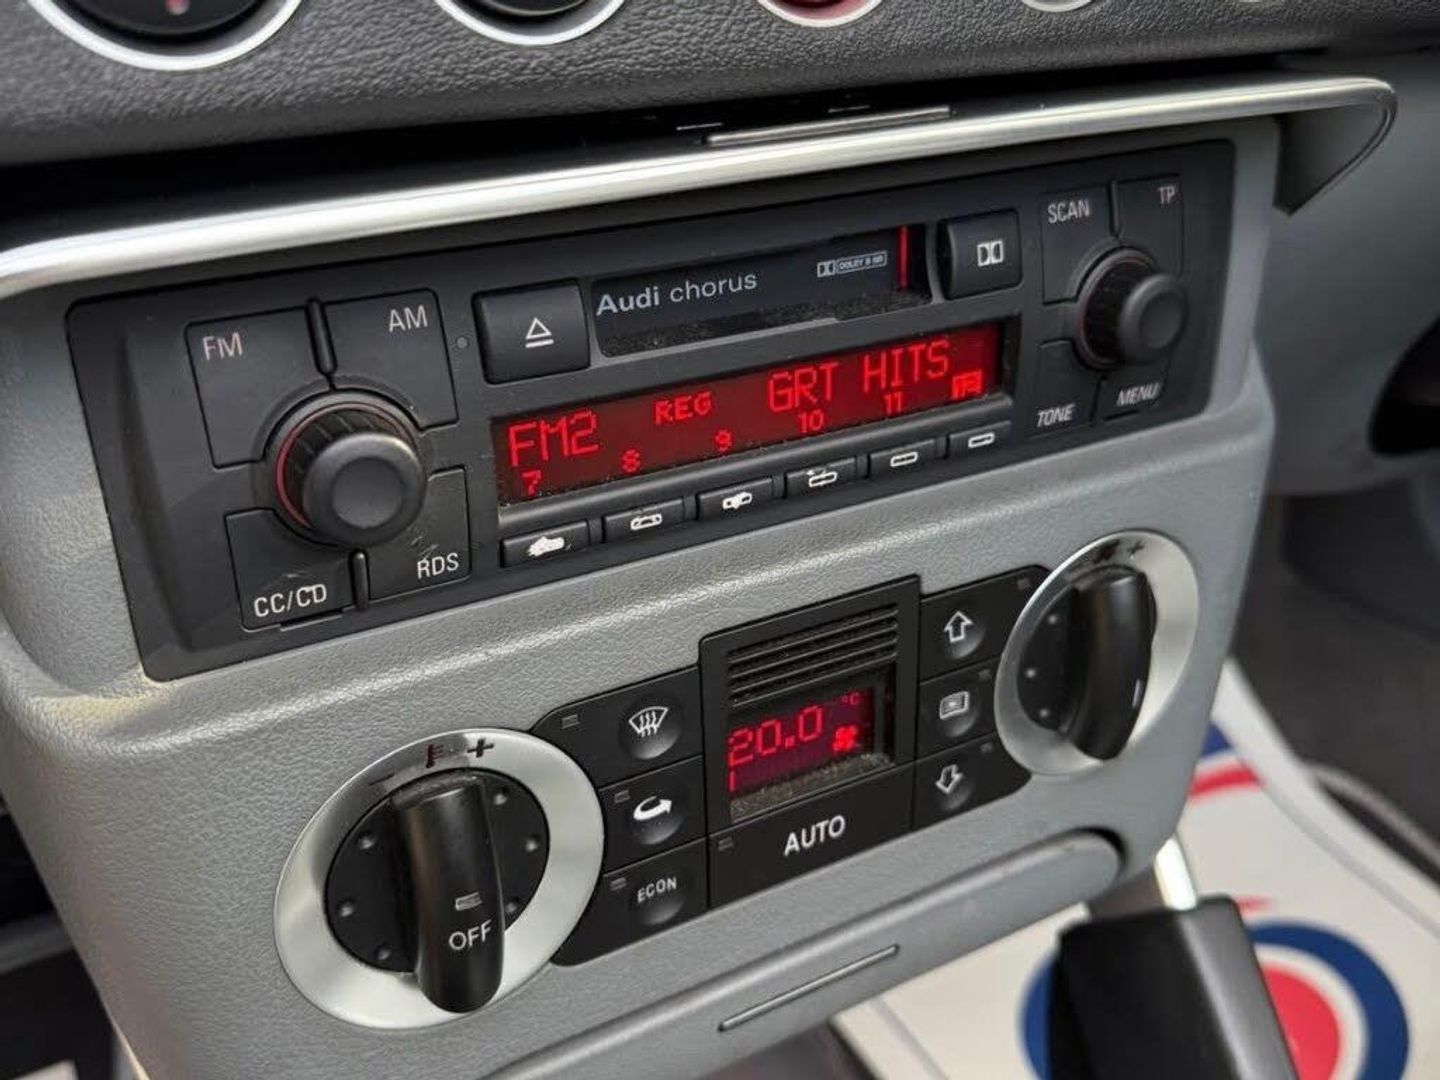 SCAN
TP
Audi chorus
DOLBY B NR
FM
AM
FM2 REG GRT HITS TP
7 8 9 10 11
TONE
MENU
CC/CD
RDS
20.0 °C
- +
+
AUTO
ECON
OFF